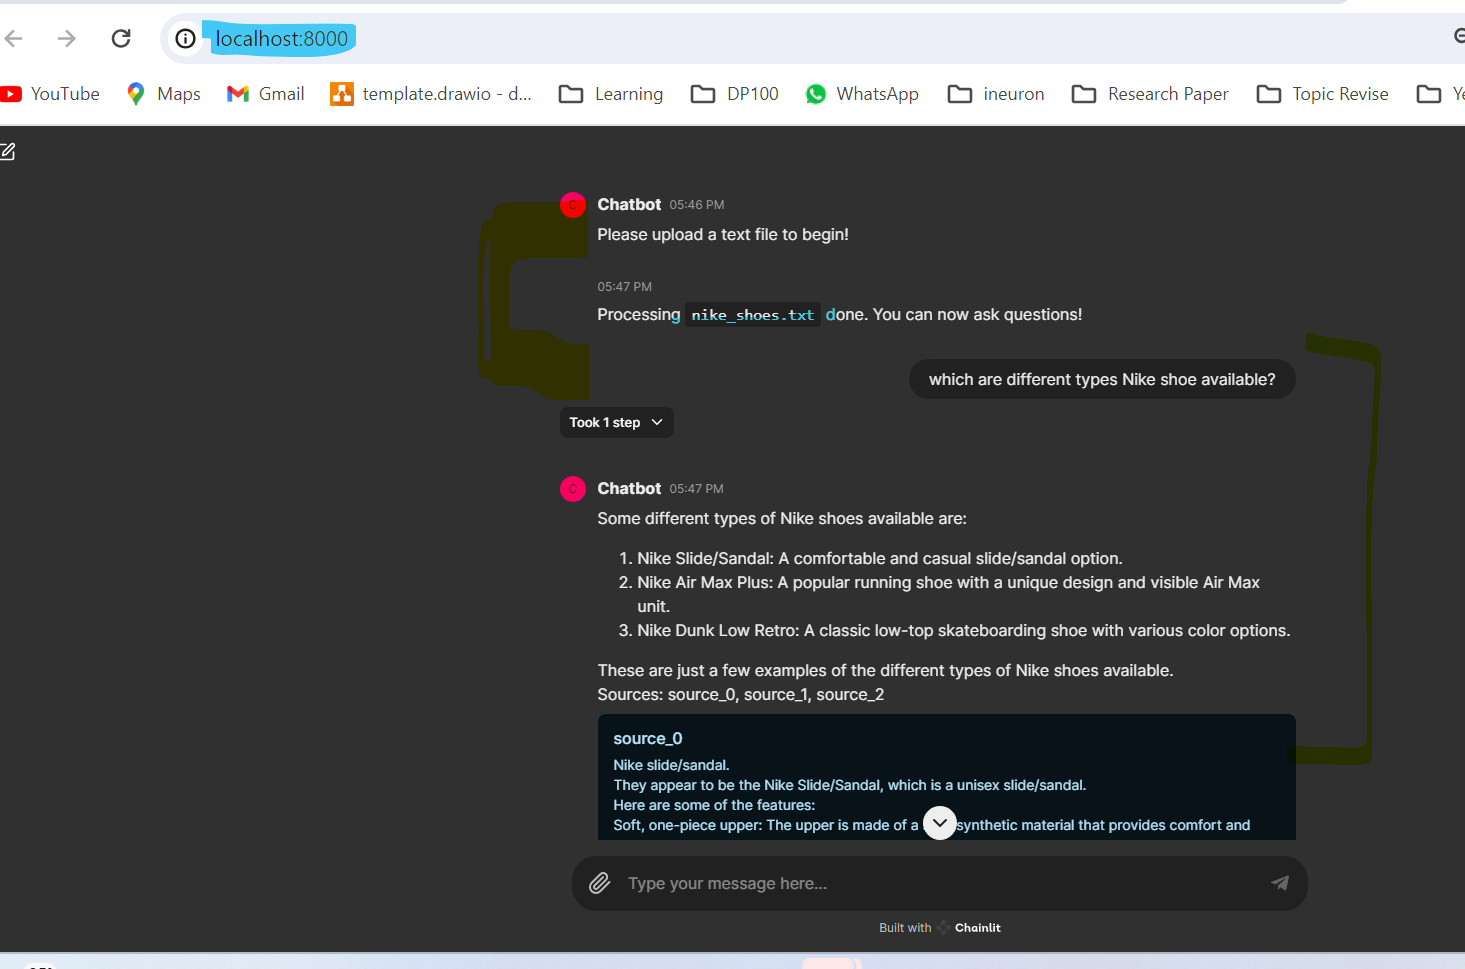 localhost:8000
YouTube Maps Gmail template.drawio - d... Learning DP100 WhatsApp ineuron Research Paper Topic Revise
Chatbot 05:46 PM
Please upload a text file to begin!
05:47 PM
Processing nike_shoes.txt done. You can now ask questions!
which are different types Nike shoe available?
Took 1 step
C Chatbot 05:47 PM
Some different types of Nike shoes available are:
1. Nike Slide/Sandal: A comfortable and casual slide/sandal option.
2. Nike Air Max Plus: A popular running shoe with a unique design and visible Air Max
unit.
3. Nike Dunk Low Retro: A classic low-top skateboarding shoe with various color options.
These are just a few examples of the different types of Nike shoes available.
Sources: source_0, source_1, source_2
source_0
Nike slide/sandal.
They appear to be the Nike Slide/Sandal, which is a unisex slide/sandal.
Here are some of the features:
Soft, one-piece upper: The upper is made of a synthetic material that provides comfort and
Type your message here...
Built with Chainlit